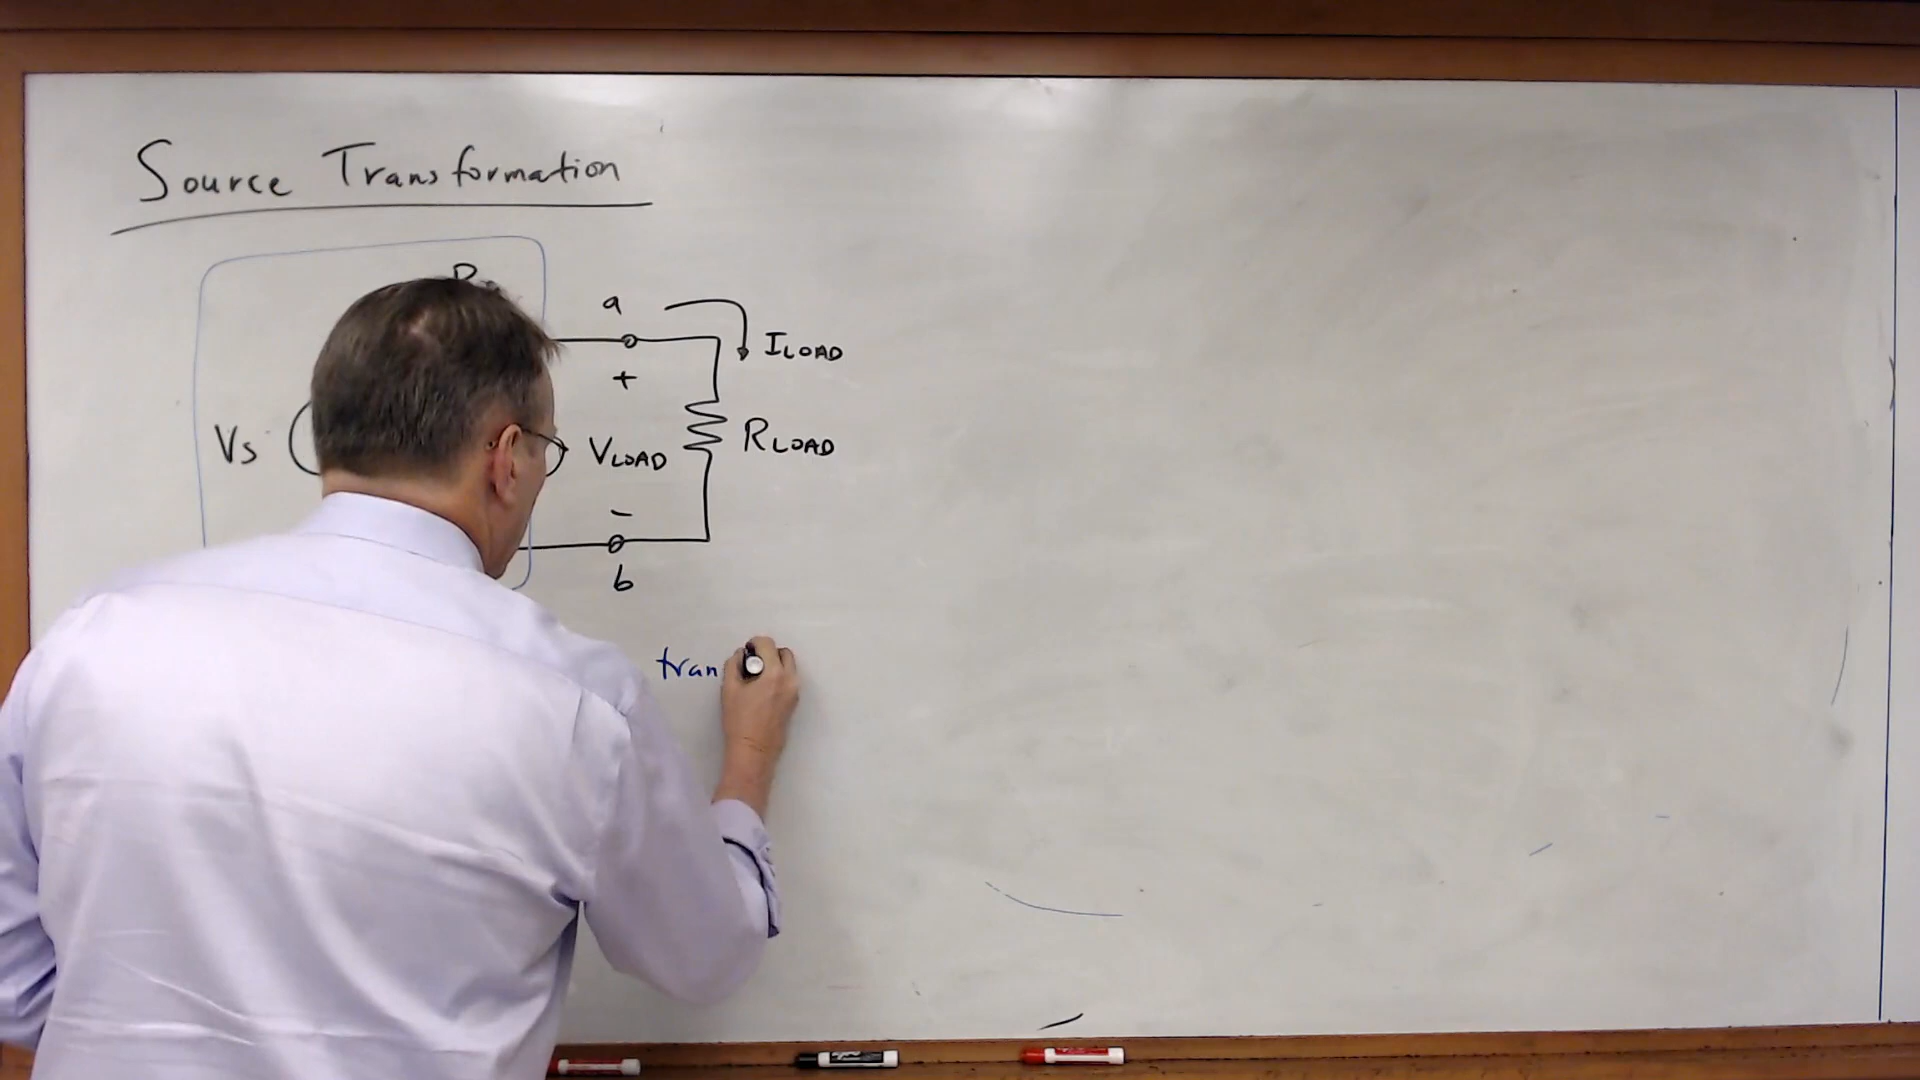 Source Transformation
a
ILOAD
+
Vs
VLOAD
RLOAD
-
b
tran